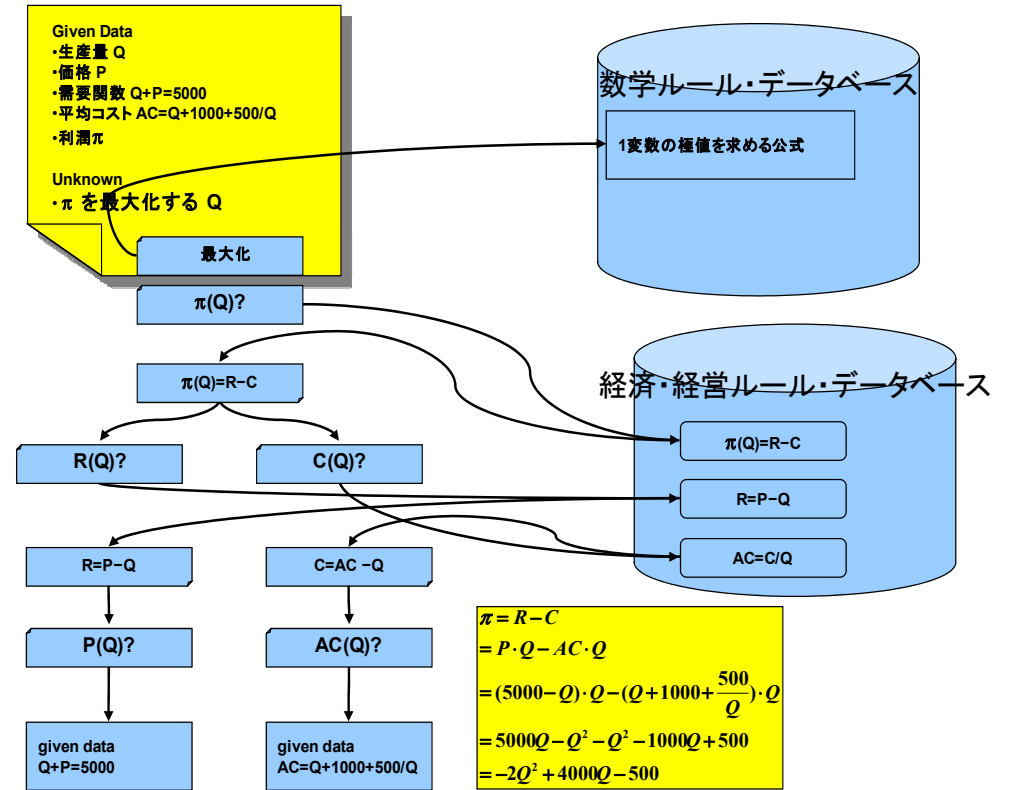 Given Data
・生産量 Q
・価格 P
・需要関数 Q+P=5000
・平均コスト AC=Q+1000+500/Q
・利潤π
Unknown
・π を最大化する Q
最大化
π(Q)?
π(Q)=R−C
R(Q)?
C(Q)?
R=P−Q
C=AC −Q
P(Q)?
AC(Q)?
given data
Q+P=5000
given data
AC=Q+1000+500/Q
数学ルール・データベース
1変数の極値を求める公式
経済・経営ルール・データベース
π(Q)=R−C
R=P−Q
AC=C/Q
π = R − C
= P·Q − AC·Q
= (5000−Q)·Q − (Q+1000+500/Q)·Q
= 5000Q − Q² − Q² − 1000Q + 500
= −2Q² + 4000Q − 500